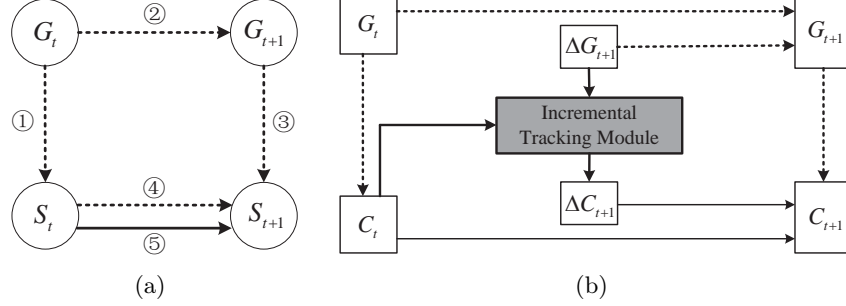 G_t
②
G_{t+1}
①
③
④
S_t
S_{t+1}
⑤
(a)
G_t
G_{t+1}
ΔG_{t+1}
Incremental
Tracking Module
ΔC_{t+1}
C_t
C_{t+1}
(b)